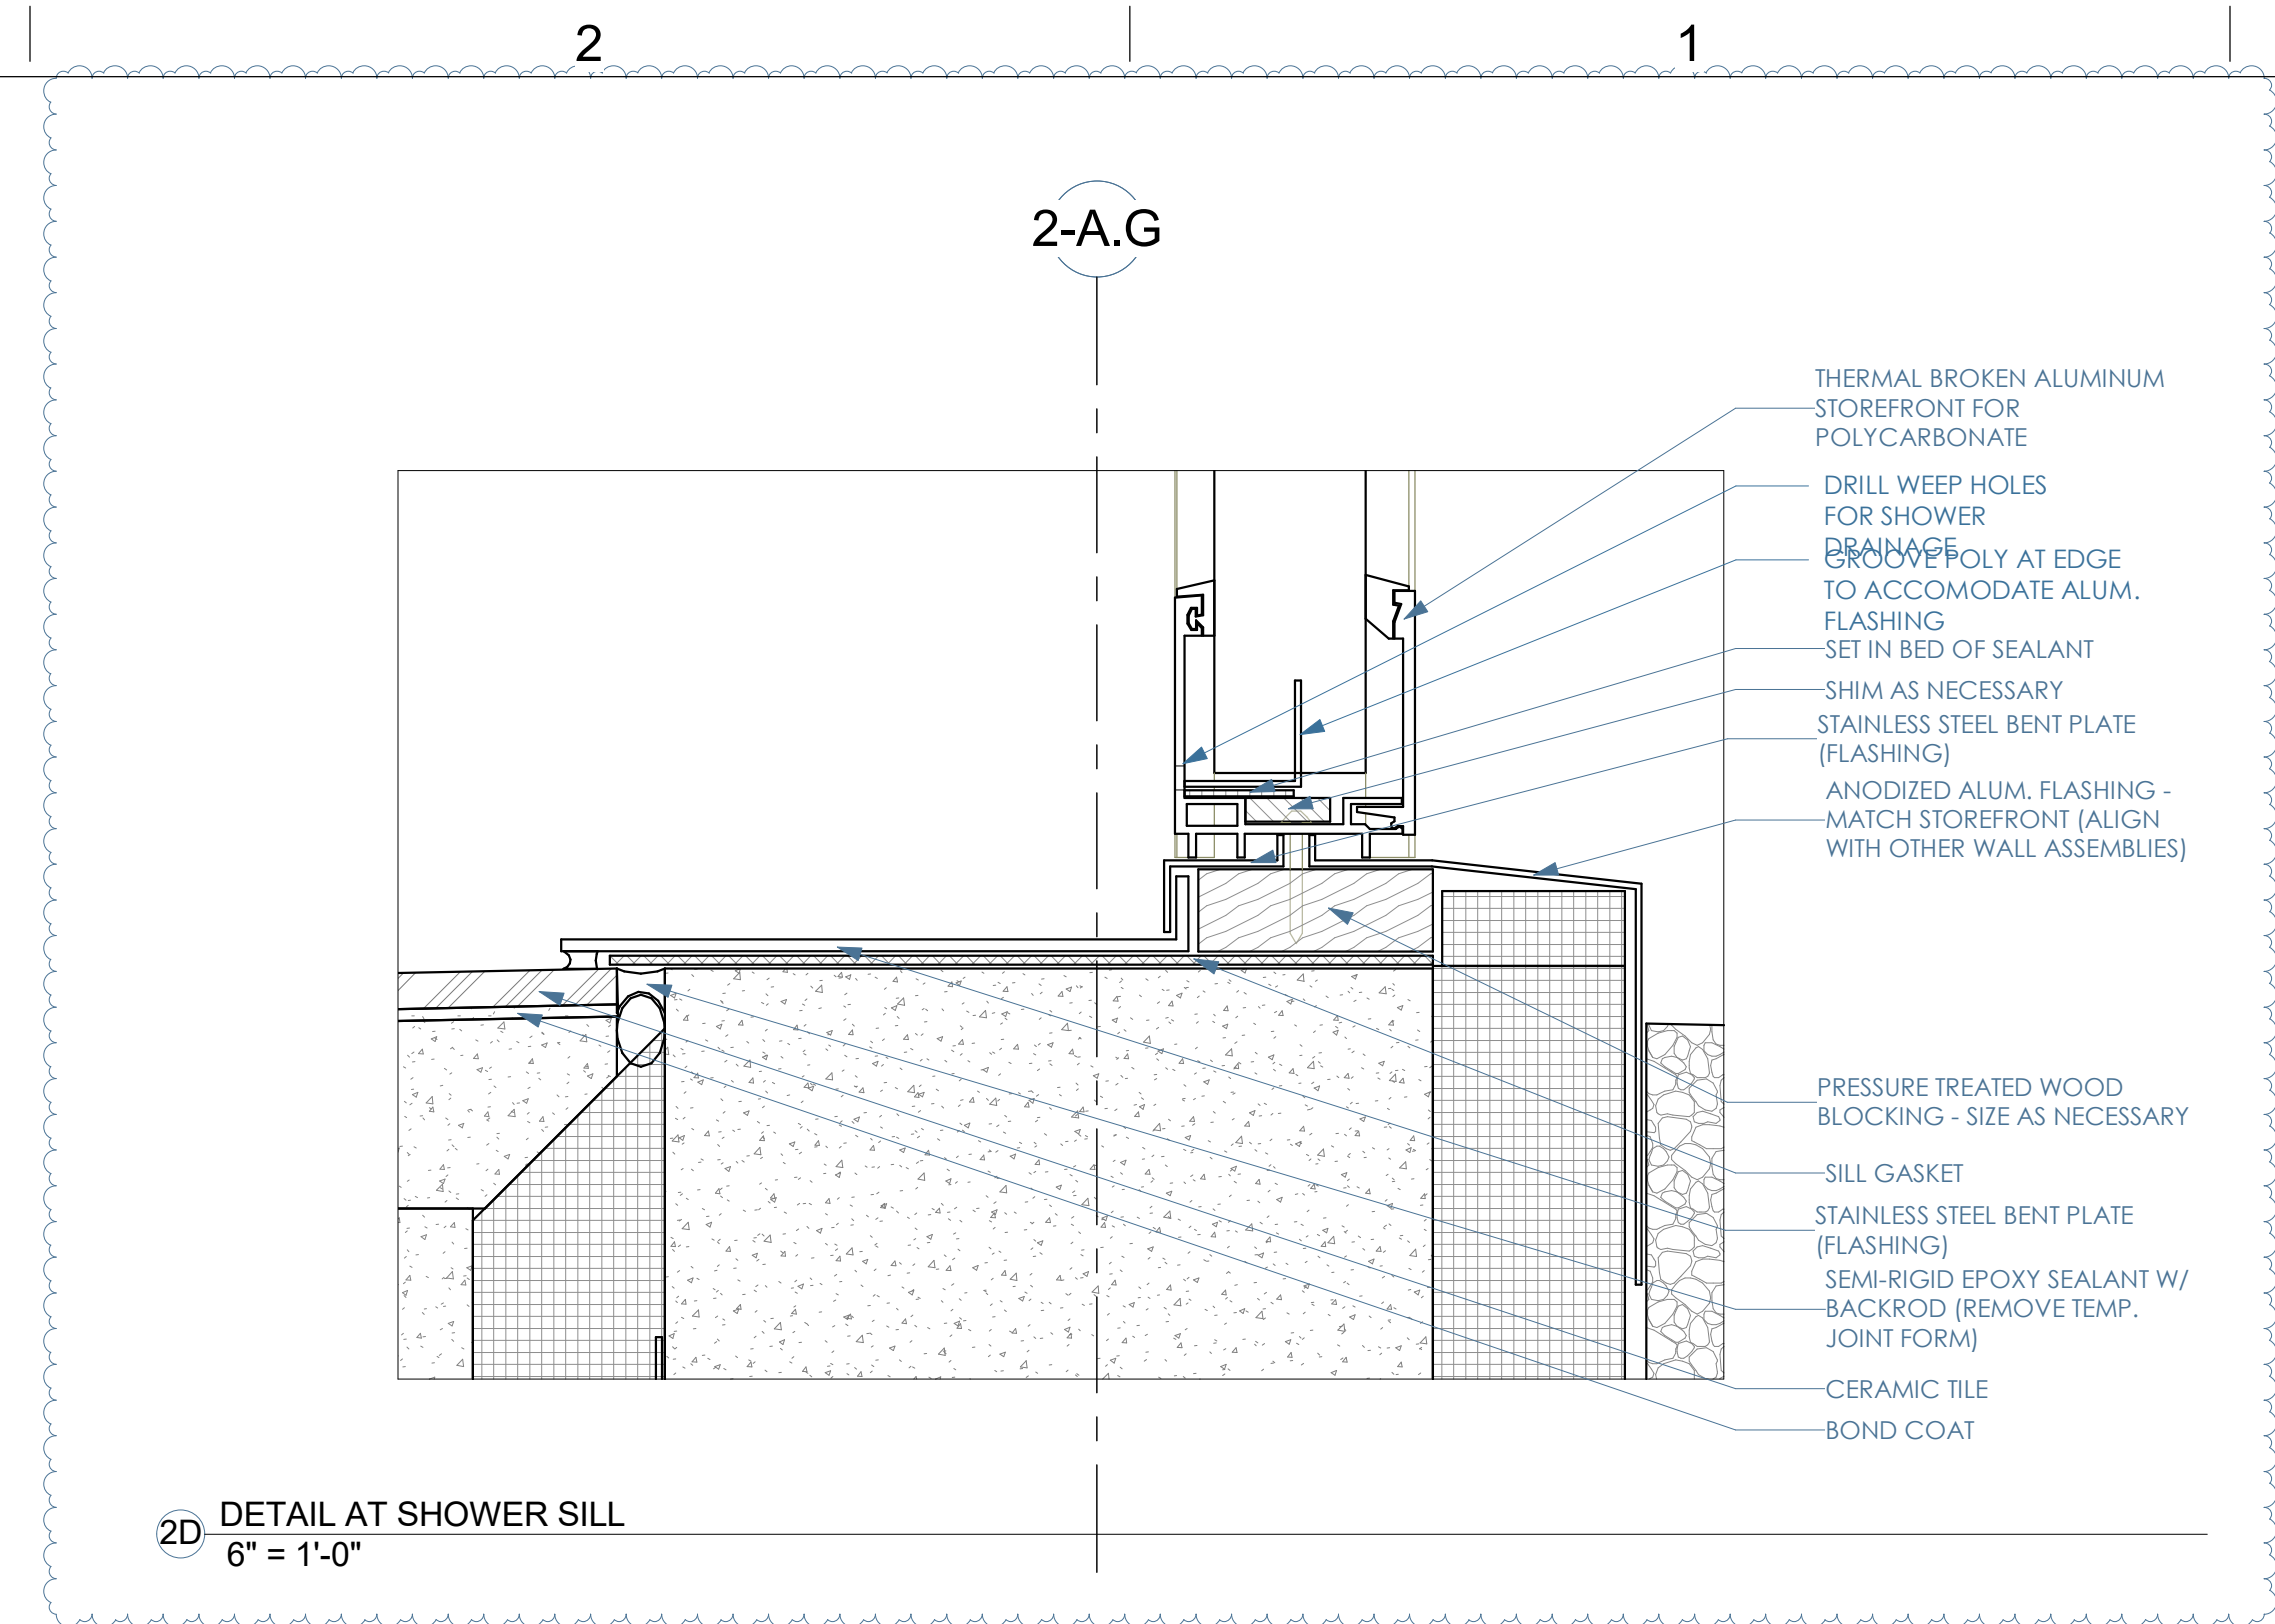 2
1
2-A.G
THERMAL BROKEN ALUMINUM
STOREFRONT FOR
POLYCARBONATE
DRILL WEEP HOLES
FOR SHOWER
DRAINAGE
GROOVE POLY AT EDGE
TO ACCOMODATE ALUM.
FLASHING
SET IN BED OF SEALANT
SHIM AS NECESSARY
STAINLESS STEEL BENT PLATE
(FLASHING)
ANODIZED ALUM. FLASHING -
MATCH STOREFRONT (ALIGN
WITH OTHER WALL ASSEMBLIES)
PRESSURE TREATED WOOD
BLOCKING - SIZE AS NECESSARY
SILL GASKET
STAINLESS STEEL BENT PLATE
(FLASHING)
SEMI-RIGID EPOXY SEALANT W/
BACKROD (REMOVE TEMP.
JOINT FORM)
CERAMIC TILE
BOND COAT
2D
DETAIL AT SHOWER SILL
6" = 1'-0"